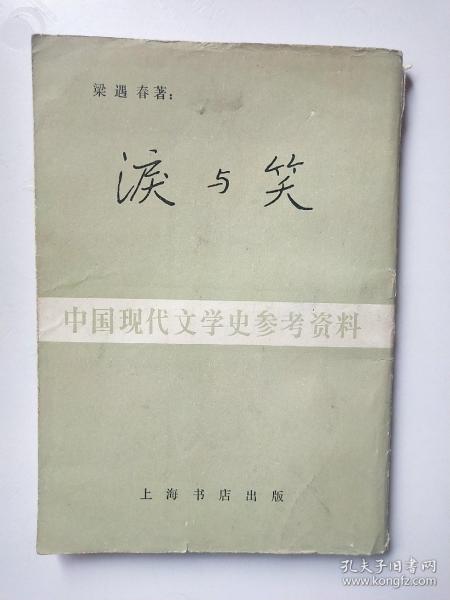 梁遇春著：
淚与笑
中国现代文学史参考资料
上海书店出版
孔夫子旧书网
www.kongfz.com